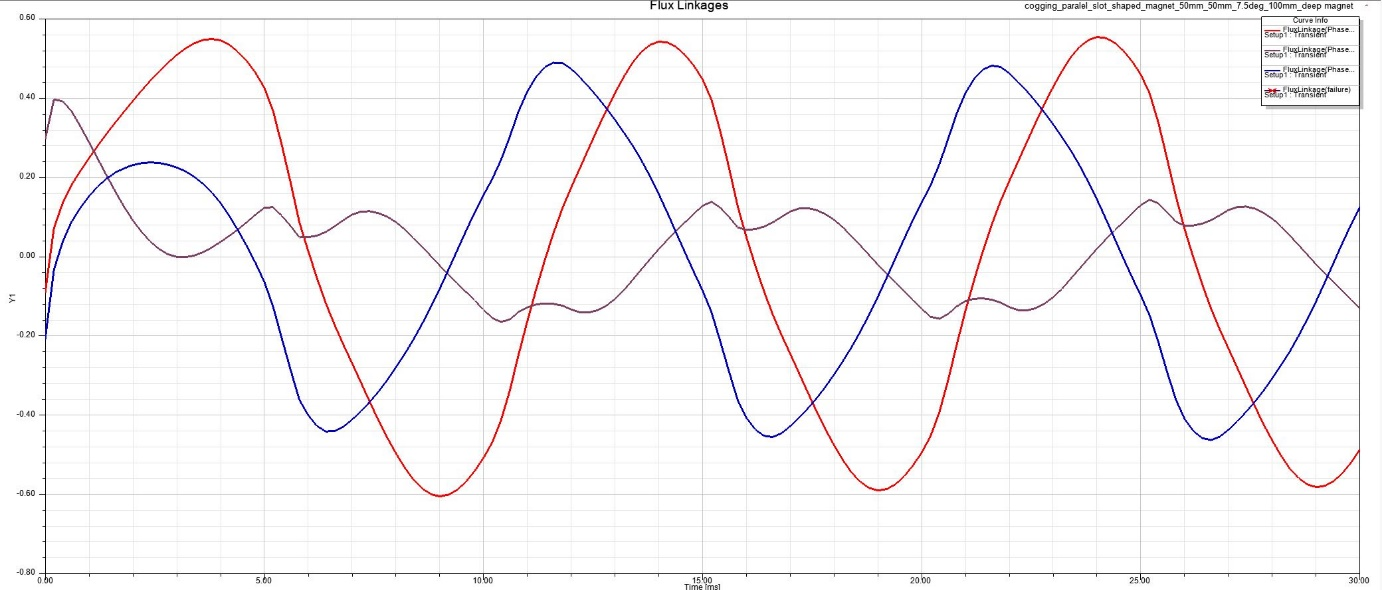 Flux Linkages
cogging_paralel_slot_shaped_magnet_50mm_50mm_7.5deg_100mm_deep magnet
Curve Info
FluxLinkage(Phase...
Setup1 : Transient
FluxLinkage(Phase...
Setup1 : Transient
FluxLinkage(Phase...
Setup1 : Transient
FluxLinkage(failure)
Setup1 : Transient
0.60
0.40
0.20
0.00
-0.20
-0.40
-0.60
-0.80
Y1
0.00 5.00 10.00 15.00 20.00 25.00 30.00
Time [ms]